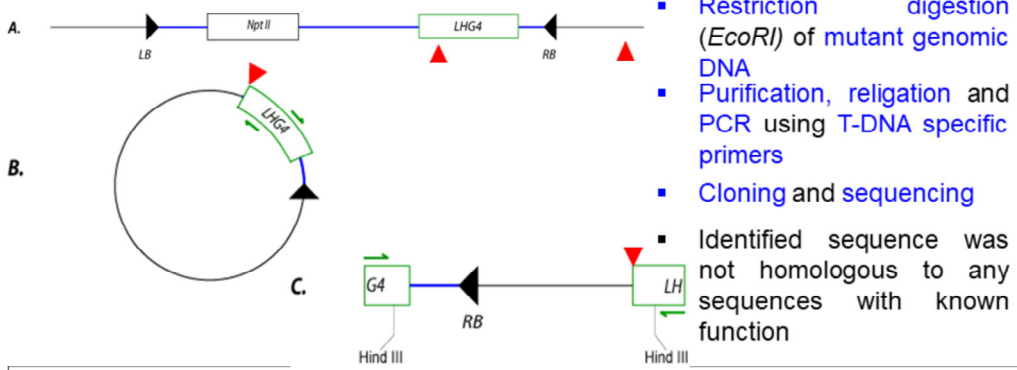 Restriction digestion
A.
Npt II
LHG4
(EcoRI) of mutant genomic
LB
RB
DNA
Purification, religation and
LHG4
PCR using T-DNA specific
primers
B.
Cloning and sequencing
Identified sequence was
C.
G4
LH
not homologous to any
sequences with known
RB
function
Hind III
Hind III